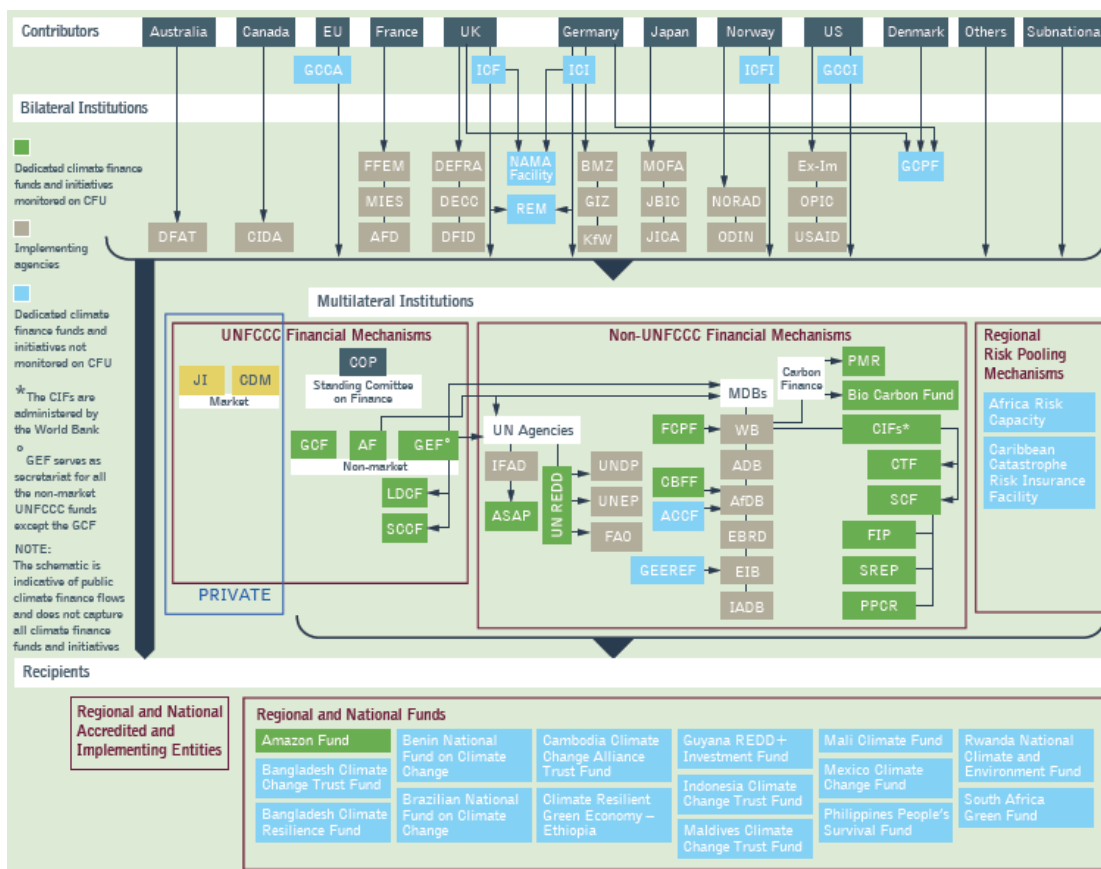 Contributors
Australia
Canada
EU
France
UK
Germany
Japan
Norway
US
Denmark
Others
Subnational
GCCA
ICF
ICI
ICFI
GCCI
Bilateral Institutions
Dedicated climate
finance funds
and initiatives
monitored on CFU
Implementing
agencies
Dedicated climate
finance funds and
initiatives not
monitored on CFU
*The CIFs are
administered by
the World Bank
° GEF serves as
secretariat for all
the non-market
UNFCCC funds
except the GCF
NOTE:
The schematic is
indicative of public
climate finance flows
and does not capture
all climate finance
funds and initiatives
DFAT
CIDA
FFEM
MIES
AFD
DEFRA
DECC
DFID
NAMA
Facility
REM
BMZ
GIZ
KfW
MOFA
JBIC
JICA
NORAD
ODIN
Ex-Im
OPIC
USAID
GCPF
Multilateral Institutions
UNFCCC Financial Mechanisms
JI
CDM
Market
COP
Standing Comittee
on Finance
GCF
AF
GEF°
Non-market
LDCF
SCCF
PRIVATE
Non-UNFCCC Financial Mechanisms
UN Agencies
IFAD
ASAP
UN REDD
UNDP
UNEP
FAO
MDBs
FCPF
WB
ADB
CBFF
ACCF
AfDB
EBRD
GEEREF
EIB
IADB
Carbon
Finance
PMR
Bio Carbon Fund
CIFs*
CTF
SCF
FIP
SREP
PPCR
Regional
Risk Pooling
Mechanisms
Africa Risk
Capacity
Caribbean
Catastrophe
Risk Insurance
Facility
Recipients
Regional and National
Accredited and
Implementing Entities
Regional and National Funds
Amazon Fund
Bangladesh Climate
Change Trust Fund
Bangladesh Climate
Resilience Fund
Benin National
Fund on Climate
Change
Brazilian National
Fund on Climate
Change
Cambodia Climate
Change Alliance
Trust Fund
Climate Resilient
Green Economy –
Ethiopia
Guyana REDD+
Investment Fund
Indonesia Climate
Change Trust Fund
Maldives Climate
Change Trust Fund
Mali Climate Fund
Mexico Climate
Change Fund
Philippines People's
Survival Fund
Rwanda National
Climate and
Environment Fund
South Africa
Green Fund